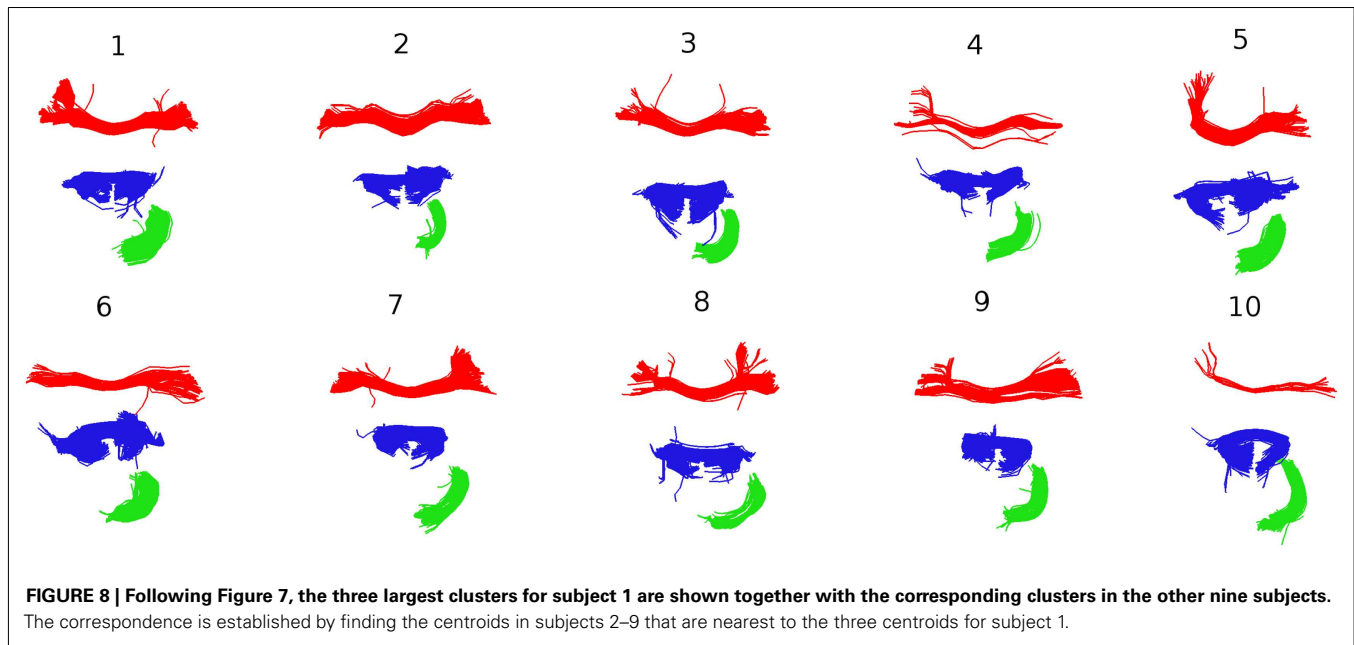 1 2 3 4 5
6 7 8 9 10
FIGURE 8 | Following Figure 7, the three largest clusters for subject 1 are shown together with the corresponding clusters in the other nine subjects.
The correspondence is established by finding the centroids in subjects 2–9 that are nearest to the three centroids for subject 1.